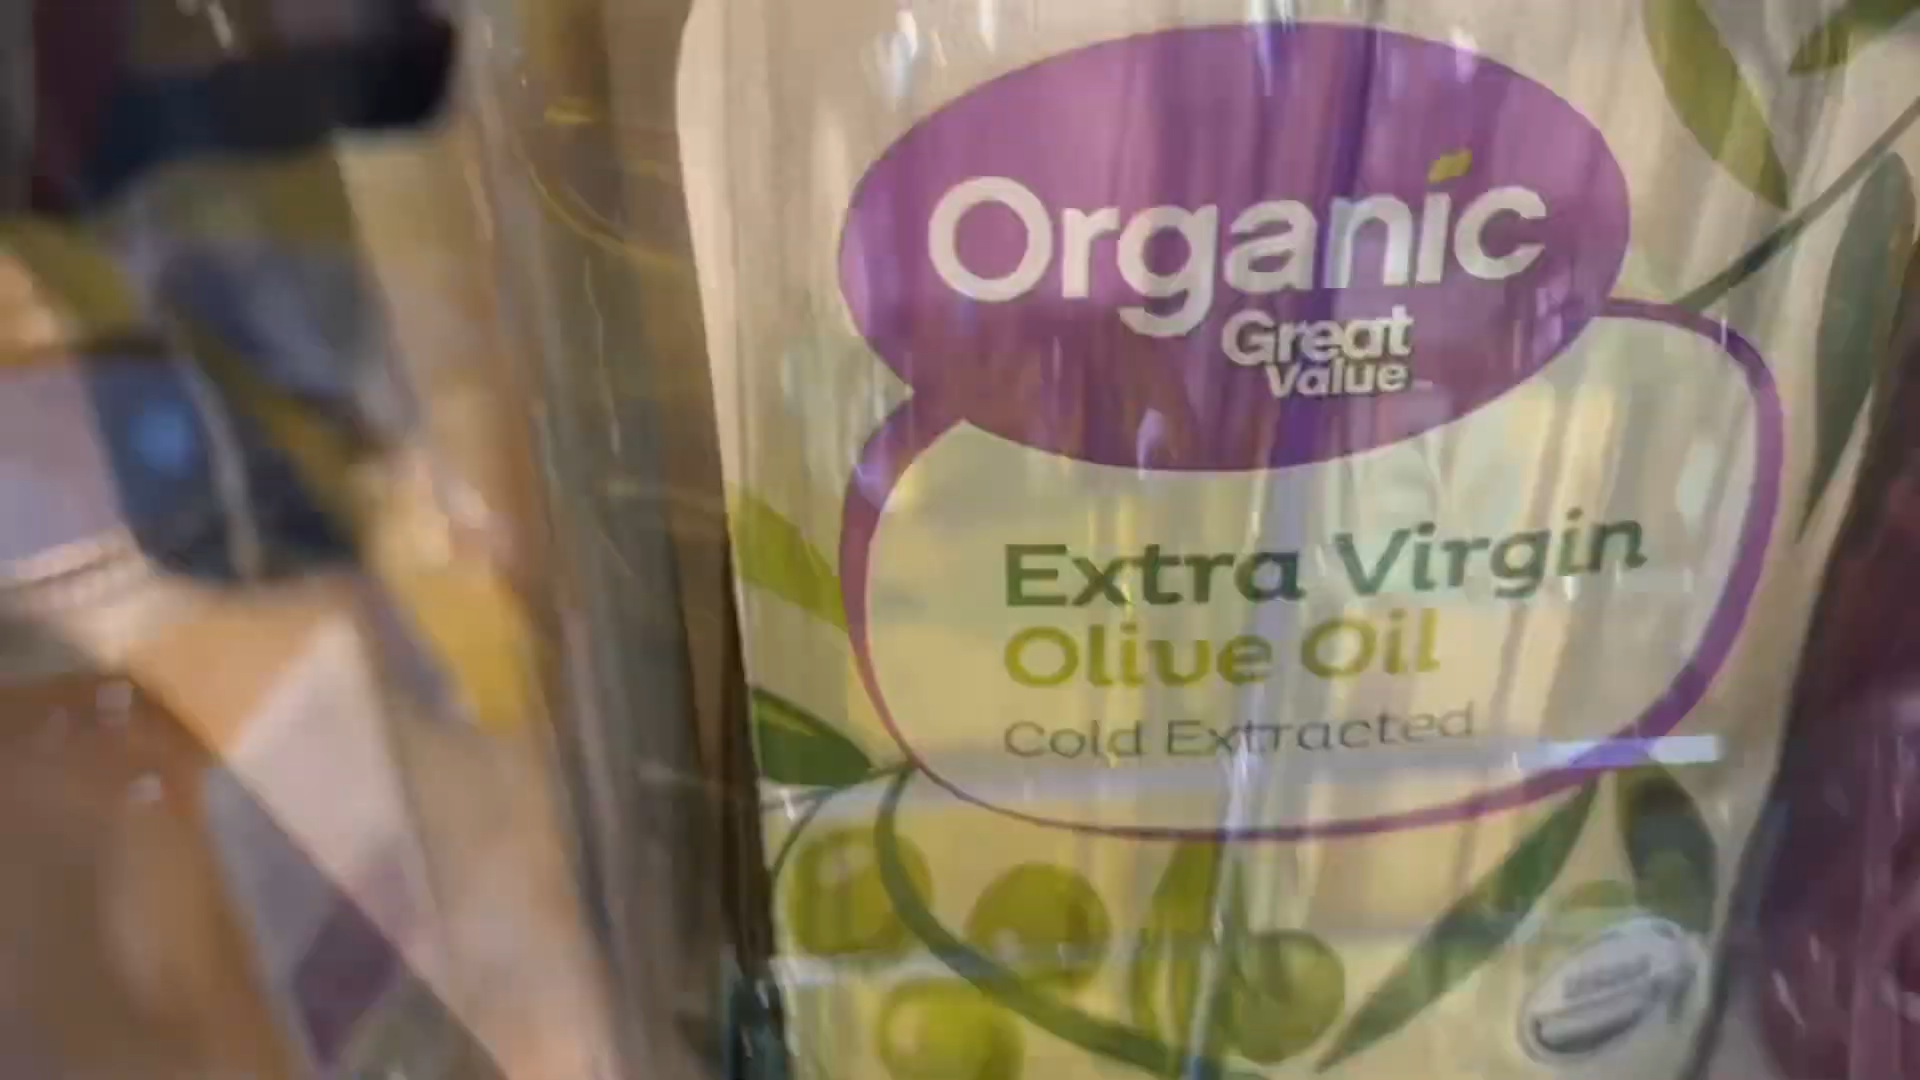 Organic
Great
Value
Extra Virgin
Olive Oil
Cold Extracted